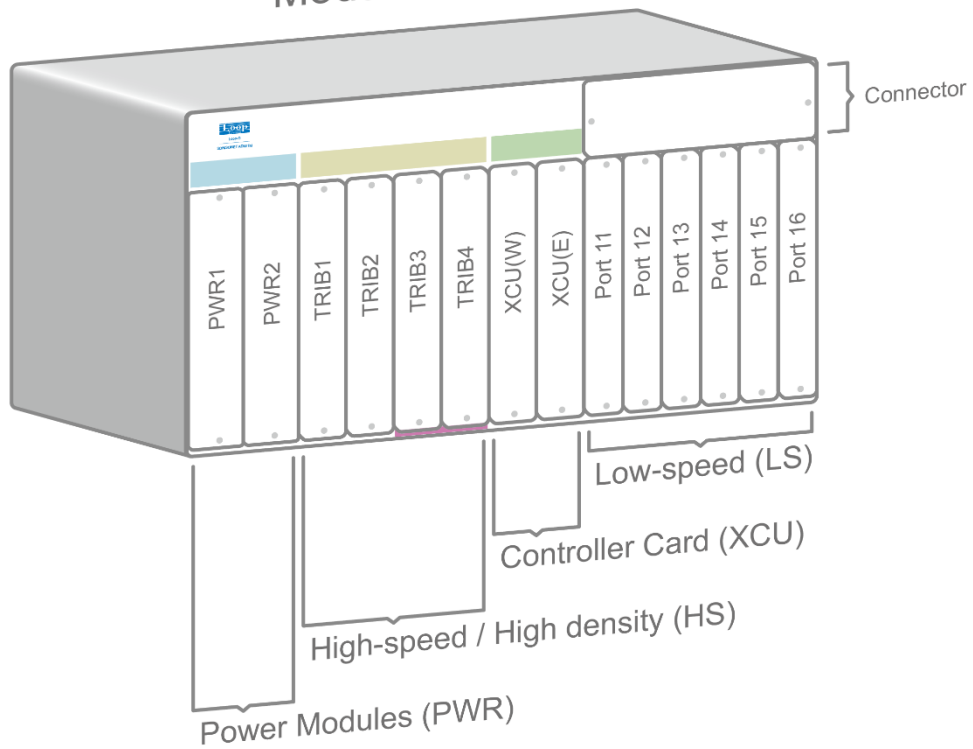 Connector
Loop
PWR1
PWR2
TRIB1
TRIB2
TRIB3
TRIB4
XCU(W)
XCU(E)
Port 11
Port 12
Port 13
Port 14
Port 15
Port 16
Low-speed (LS)
Controller Card (XCU)
High-speed / High density (HS)
Power Modules (PWR)